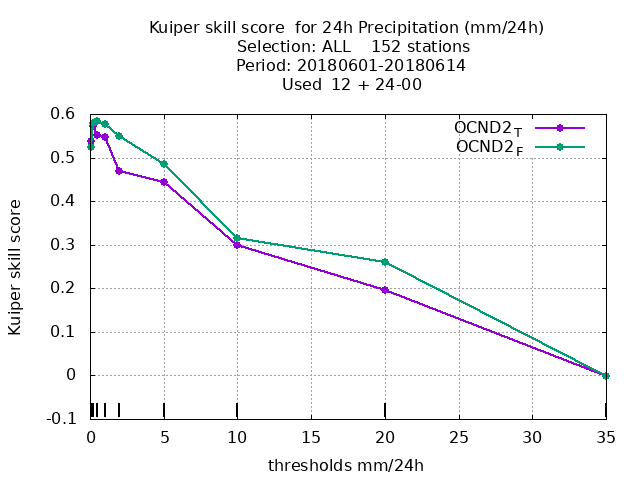 Kuiper skill score  for 24h Precipitation (mm/24h)
Selection: ALL    152 stations
Period: 20180601-20180614
Used  12 + 24-00
OCND2T
OCND2F
0.6
0.5
0.4
0.3
0.2
0.1
0
-0.1
Kuiper skill score
0 5 10 15 20 25 30 35
thresholds mm/24h